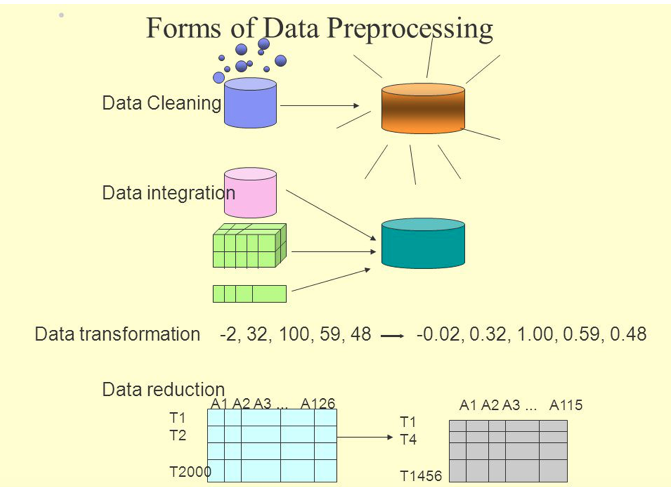 Forms of Data Preprocessing
Data Cleaning
Data integration
Data transformation -2, 32, 100, 59, 48 → -0.02, 0.32, 1.00, 0.59, 0.48
Data reduction
A1 A2 A3 ... A126
T1
T2
T2000
A1 A2 A3 ... A115
T1
T4
T1456